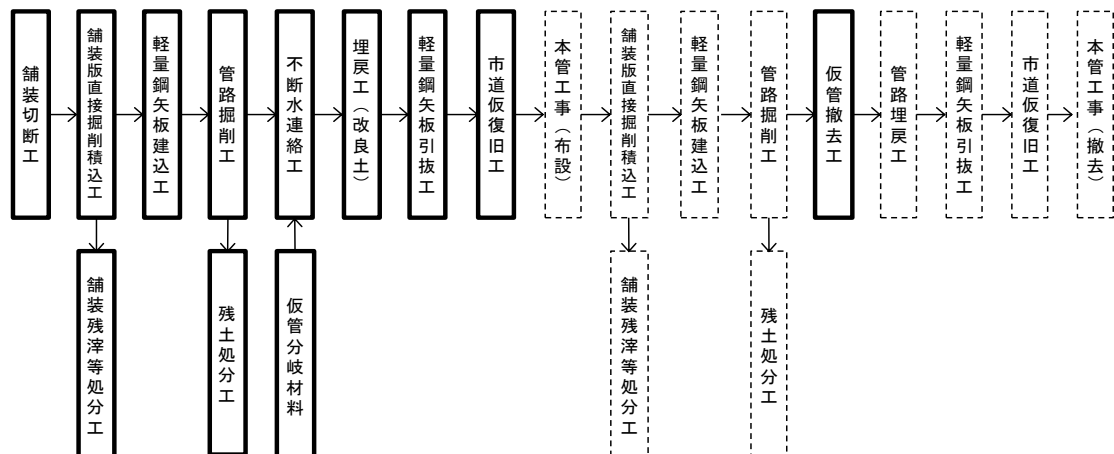 舗装切断工
舗装版直接掘削積込工
軽量鋼矢板建込工
管路掘削工
不断水連絡工
埋戻工（改良土）
軽量鋼矢板引抜工
市道仮復旧工
本管工事（布設）
舗装版直接掘削積込工
軽量鋼矢板建込工
管路掘削工
仮管撤去工
管路埋戻工
軽量鋼矢板引抜工
市道仮復旧工
本管工事（撤去）
舗装残滓等処分工
残土処分工
仮管分岐材料
舗装残滓等処分工
残土処分工